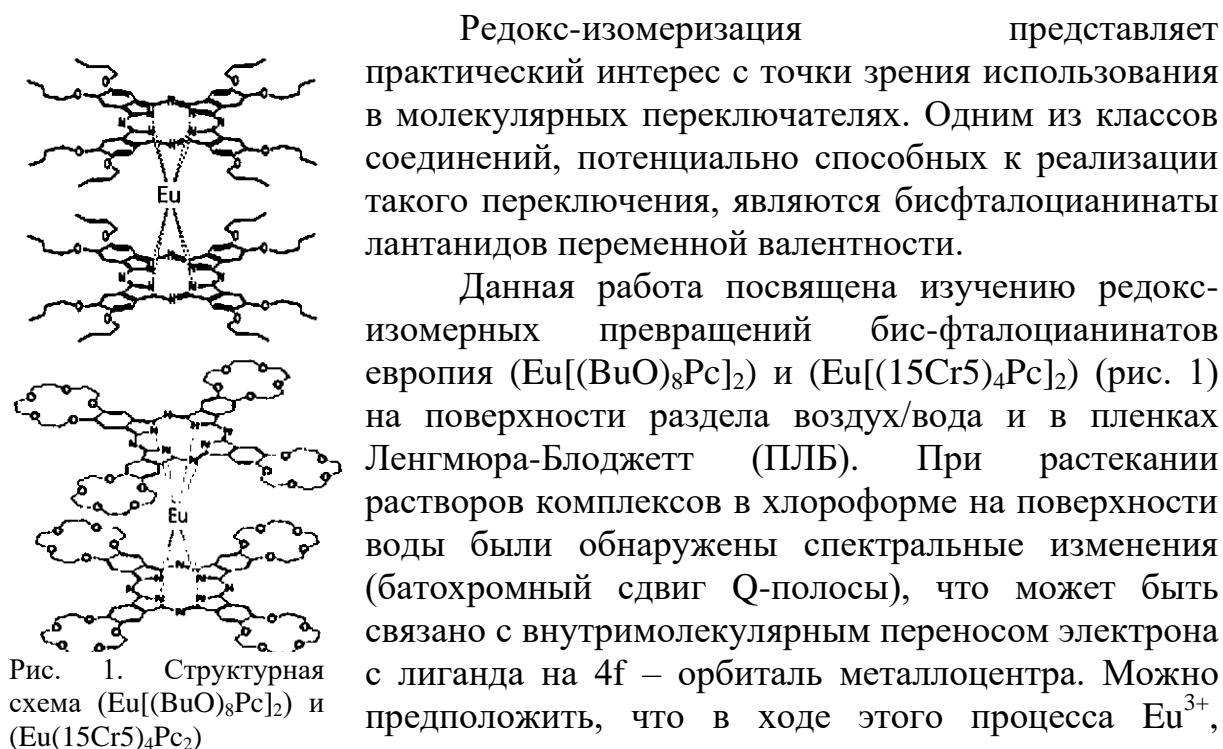 Редокс-изомеризация представляет
практический интерес с точки зрения использования
в молекулярных переключателях. Одним из классов
соединений, потенциально способных к реализации
такого переключения, являются бисфталоцианинаты
лантанидов переменной валентности.
Данная работа посвящена изучению редокс-
изомерных превращений бис-фталоцианинатов
европия (Eu[(BuO)₈Pc]₂) и (Eu[(15Cr5)₄Pc]₂) (рис. 1)
на поверхности раздела воздух/вода и в пленках
Ленгмюра-Блоджетт (ПЛБ). При растекании
растворов комплексов в хлороформе на поверхности
воды были обнаружены спектральные изменения
(батохромный сдвиг Q-полосы), что может быть
связано с внутримолекулярным переносом электрона
с лиганда на 4f – орбиталь металлоцентра. Можно
предположить, что в ходе этого процесса Eu³⁺,
Eu
Eu
Рис. 1. Структурная
схема (Eu[(BuO)₈Pc]₂) и
(Eu(15Cr5)₄Pc₂)